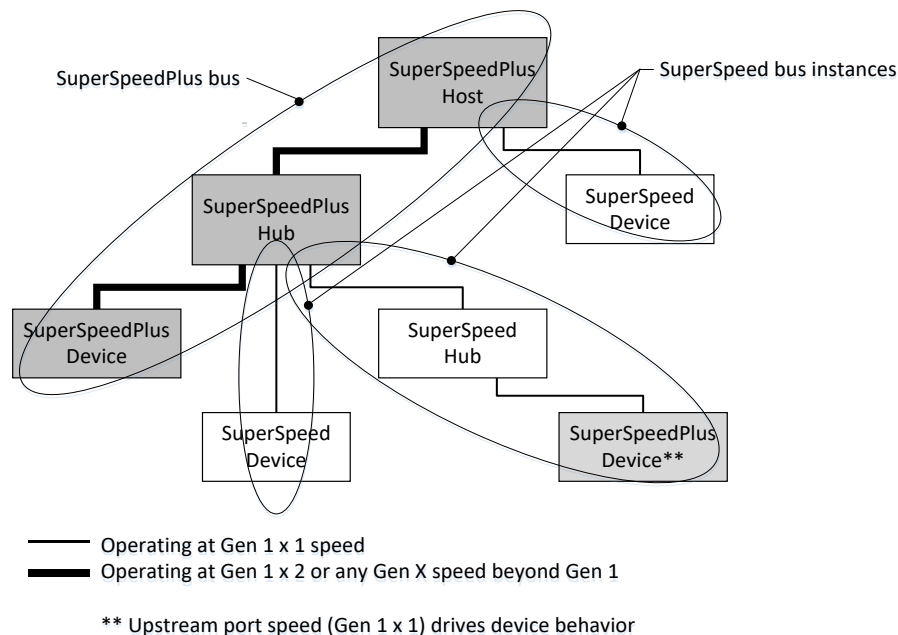 SuperSpeedPlus
Host
SuperSpeedPlus bus
SuperSpeed bus instances
SuperSpeedPlus
Hub
SuperSpeed
Device
SuperSpeedPlus
Device
SuperSpeed
Hub
SuperSpeed
Device
SuperSpeedPlus
Device**
Operating at Gen 1 x 1 speed
Operating at Gen 1 x 2 or any Gen X speed beyond Gen 1
** Upstream port speed (Gen 1 x 1) drives device behavior